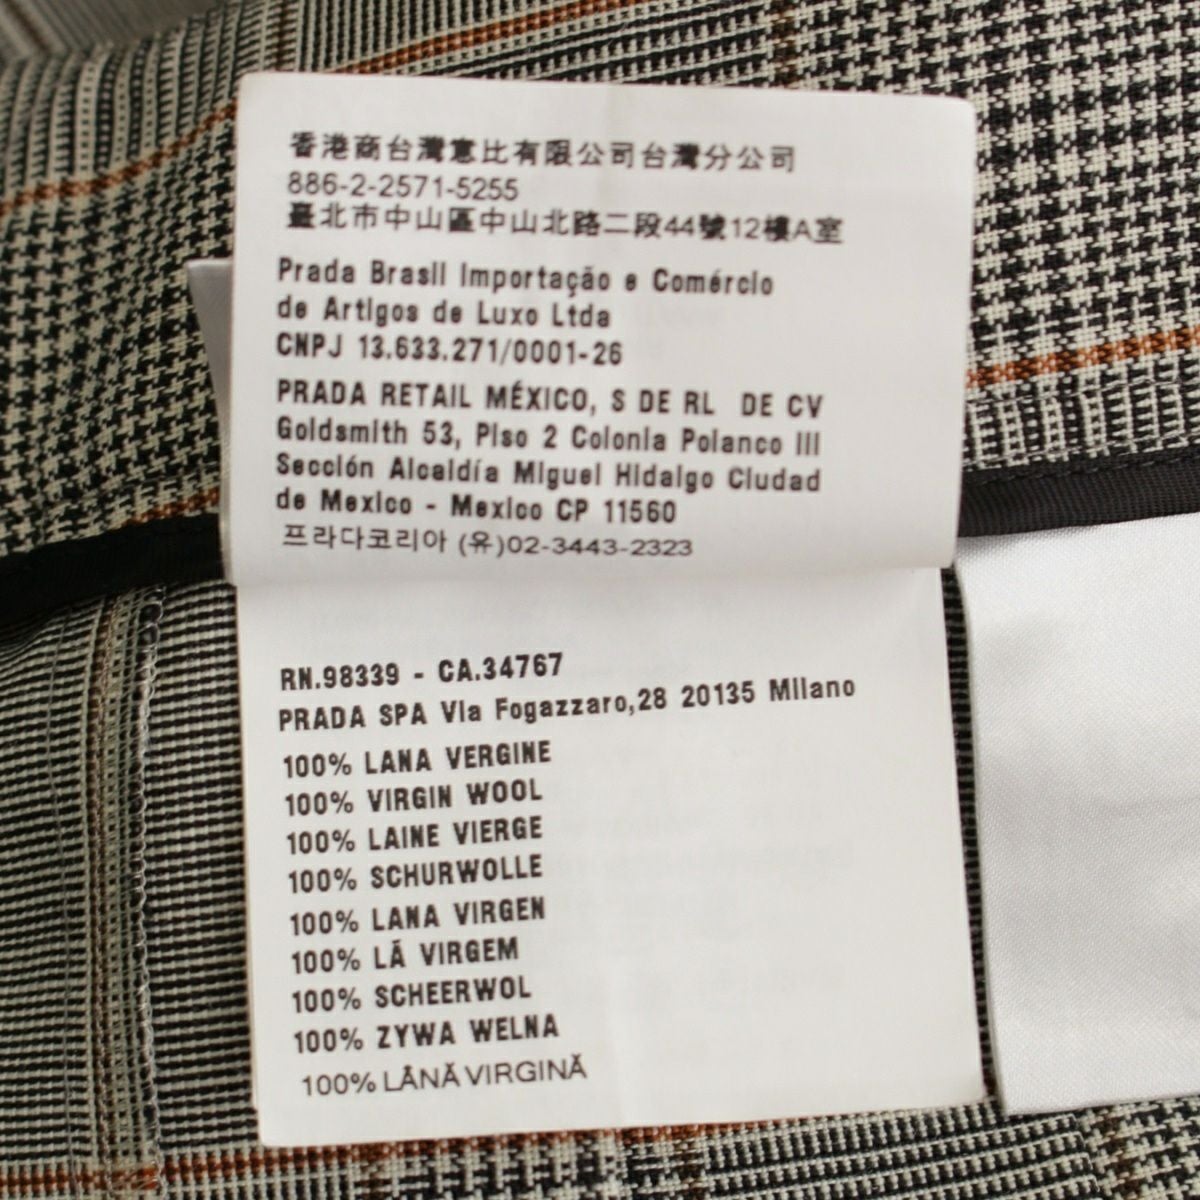 香港商台灣惠比有限公司台灣分公司
886-2-2571-5255
臺北市中山區中山北路二段44號12樓A室
Prada Brasil Importação e Comércio
de Artigos de Luxo Ltda
CNPJ 13.633.271/0001-26
PRADA RETAIL MÉXICO, S DE RL DE CV
Goldsmith 53, Piso 2 Colonia Polanco III
Sección Alcaldía Miguel Hidalgo Ciudad
de Mexico - Mexico CP 11560
프라다코리아 (유)02-3443-2323
RN.98339 - CA.34767
PRADA SPA Via Fogazzaro,28 20135 Milano
100% LANA VERGINE
100% VIRGIN WOOL
100% LAINE VIERGE
100% SCHURWOLLE
100% LANA VIRGEN
100% LÃ VIRGEM
100% SCHEERWOL
100% ZYWA WELNA
100% LÂNĂ VIRGINĂ